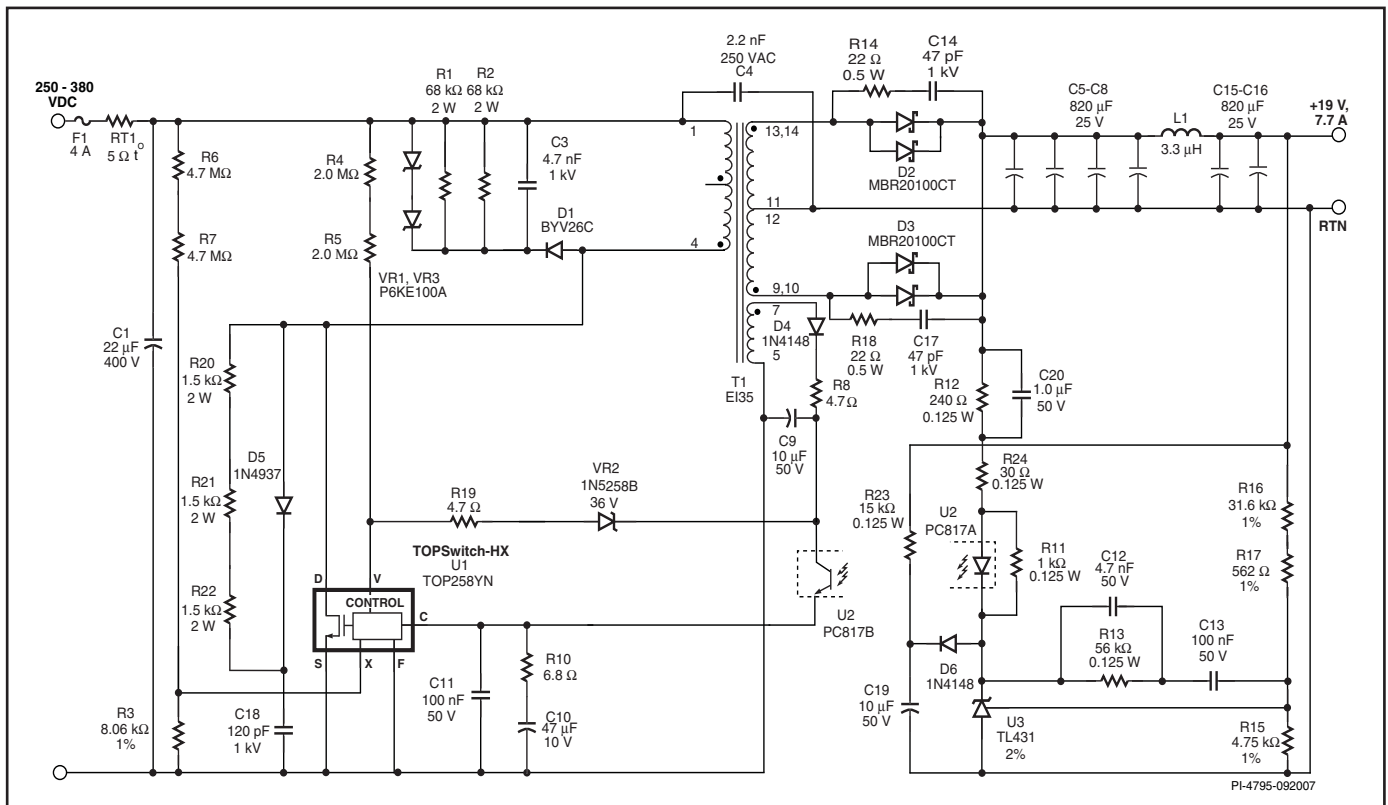 250 - 380
VDC
F1
4 A
RT1
5 Ω
t°
R6
4.7 MΩ
R7
4.7 MΩ
C1
22 µF
400 V
R4
2.0 MΩ
R5
2.0 MΩ
VR1, VR3
P6KE100A
R1
68 kΩ
2 W
R2
68 kΩ
2 W
C3
4.7 nF
1 kV
D1
BYV26C
2.2 nF
250 VAC
C4
1
4
13,14
11
12
9,10
7
5
T1
EI35
R14
22 Ω
0.5 W
C14
47 pF
1 kV
D2
MBR20100CT
D3
MBR20100CT
C5-C8
820 µF
25 V
L1
3.3 µH
C15-C16
820 µF
25 V
+19 V,
7.7 A
RTN
D4
1N4148
R18
22 Ω
0.5 W
C17
47 pF
1 kV
R8
4.7 Ω
C9
10 µF
50 V
R12
240 Ω
0.125 W
C20
1.0 µF
50 V
R20
1.5 kΩ
2 W
D5
1N4937
R21
1.5 kΩ
2 W
R22
1.5 kΩ
2 W
R19
4.7 Ω
VR2
1N5258B
36 V
TOPSwitch-HX
U1
TOP258YN
D
V
CONTROL
C
S
X
F
U2
PC817B
R3
8.06 kΩ
1%
C18
120 pF
1 kV
C11
100 nF
50 V
R10
6.8 Ω
C10
47 µF
10 V
R23
15 kΩ
0.125 W
R24
30 Ω
0.125 W
U2
PC817A
R11
1 kΩ
0.125 W
R16
31.6 kΩ
1%
R17
562 Ω
1%
C12
4.7 nF
50 V
R13
56 kΩ
0.125 W
C13
100 nF
50 V
D6
1N4148
C19
10 µF
50 V
U3
TL431
2%
R15
4.75 kΩ
1%
PI-4795-092007